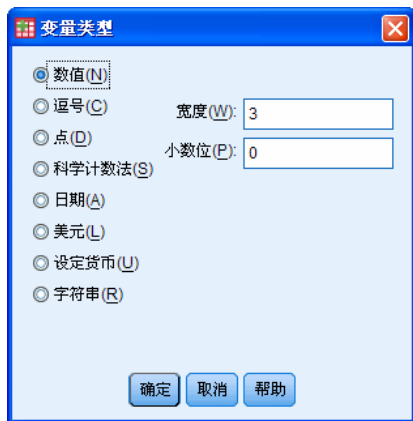 变量类型
数值(N)
逗号(C)
宽度(W): 3
点(D)
小数位(P): 0
科学计数法(S)
日期(A)
美元(L)
设定货币(U)
字符串(R)
确定 取消 帮助